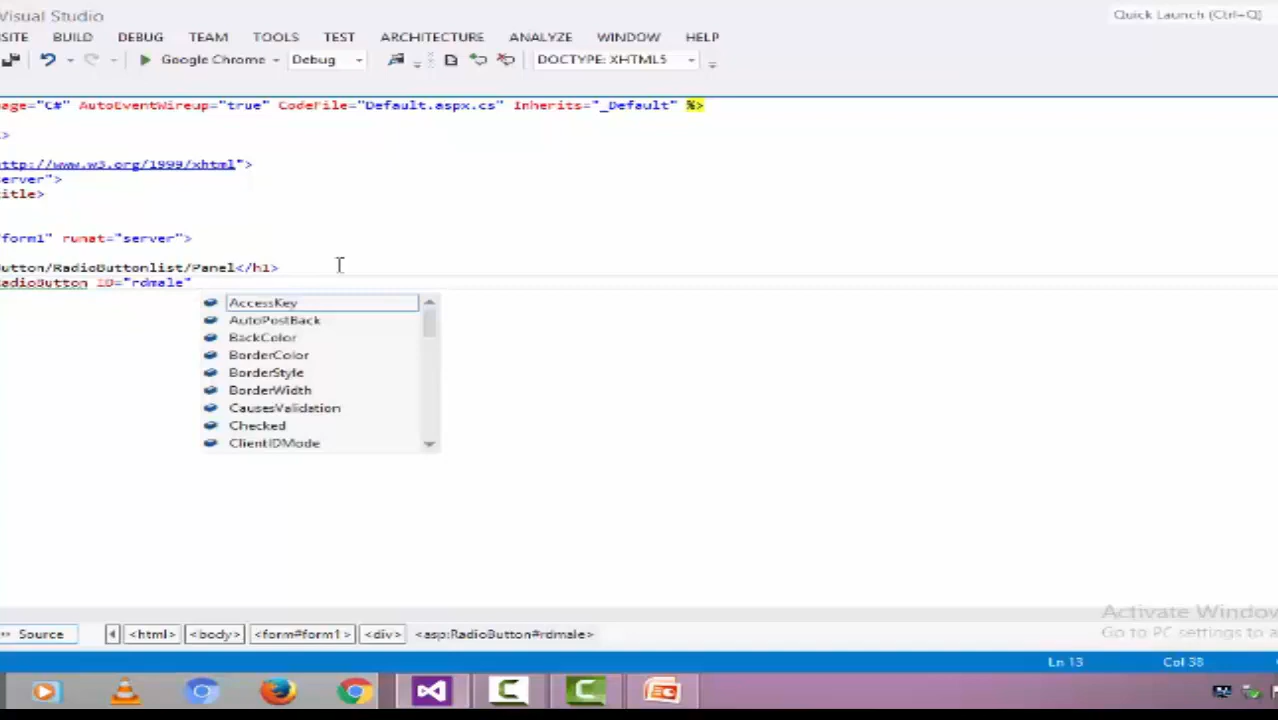 Visual Studio
Quick Launch (Ctrl+Q)
SITE BUILD DEBUG TEAM TOOLS TEST ARCHITECTURE ANALYZE WINDOW HELP
Google Chrome Debug DOCTYPE: XHTML5
age="C#" AutoEventWireup="true" CodeFile="Default.aspx.cs" Inherits="_Default" %>
>
ttp://www.w3.org/1999/xhtml">
erver">
itle>
form1" runat="server">
utton/RadioButtonlist/Panel</h1>
adioButton ID="rdmale"
AccessKey
AutoPostBack
BackColor
BorderColor
BorderStyle
BorderWidth
CausesValidation
Checked
ClientIDMode
Activate Window
Go to PC settings to a
Source <html> <body> <form#form1> <div> <asp:RadioButton#rdmale>
Ln 13 Col 38